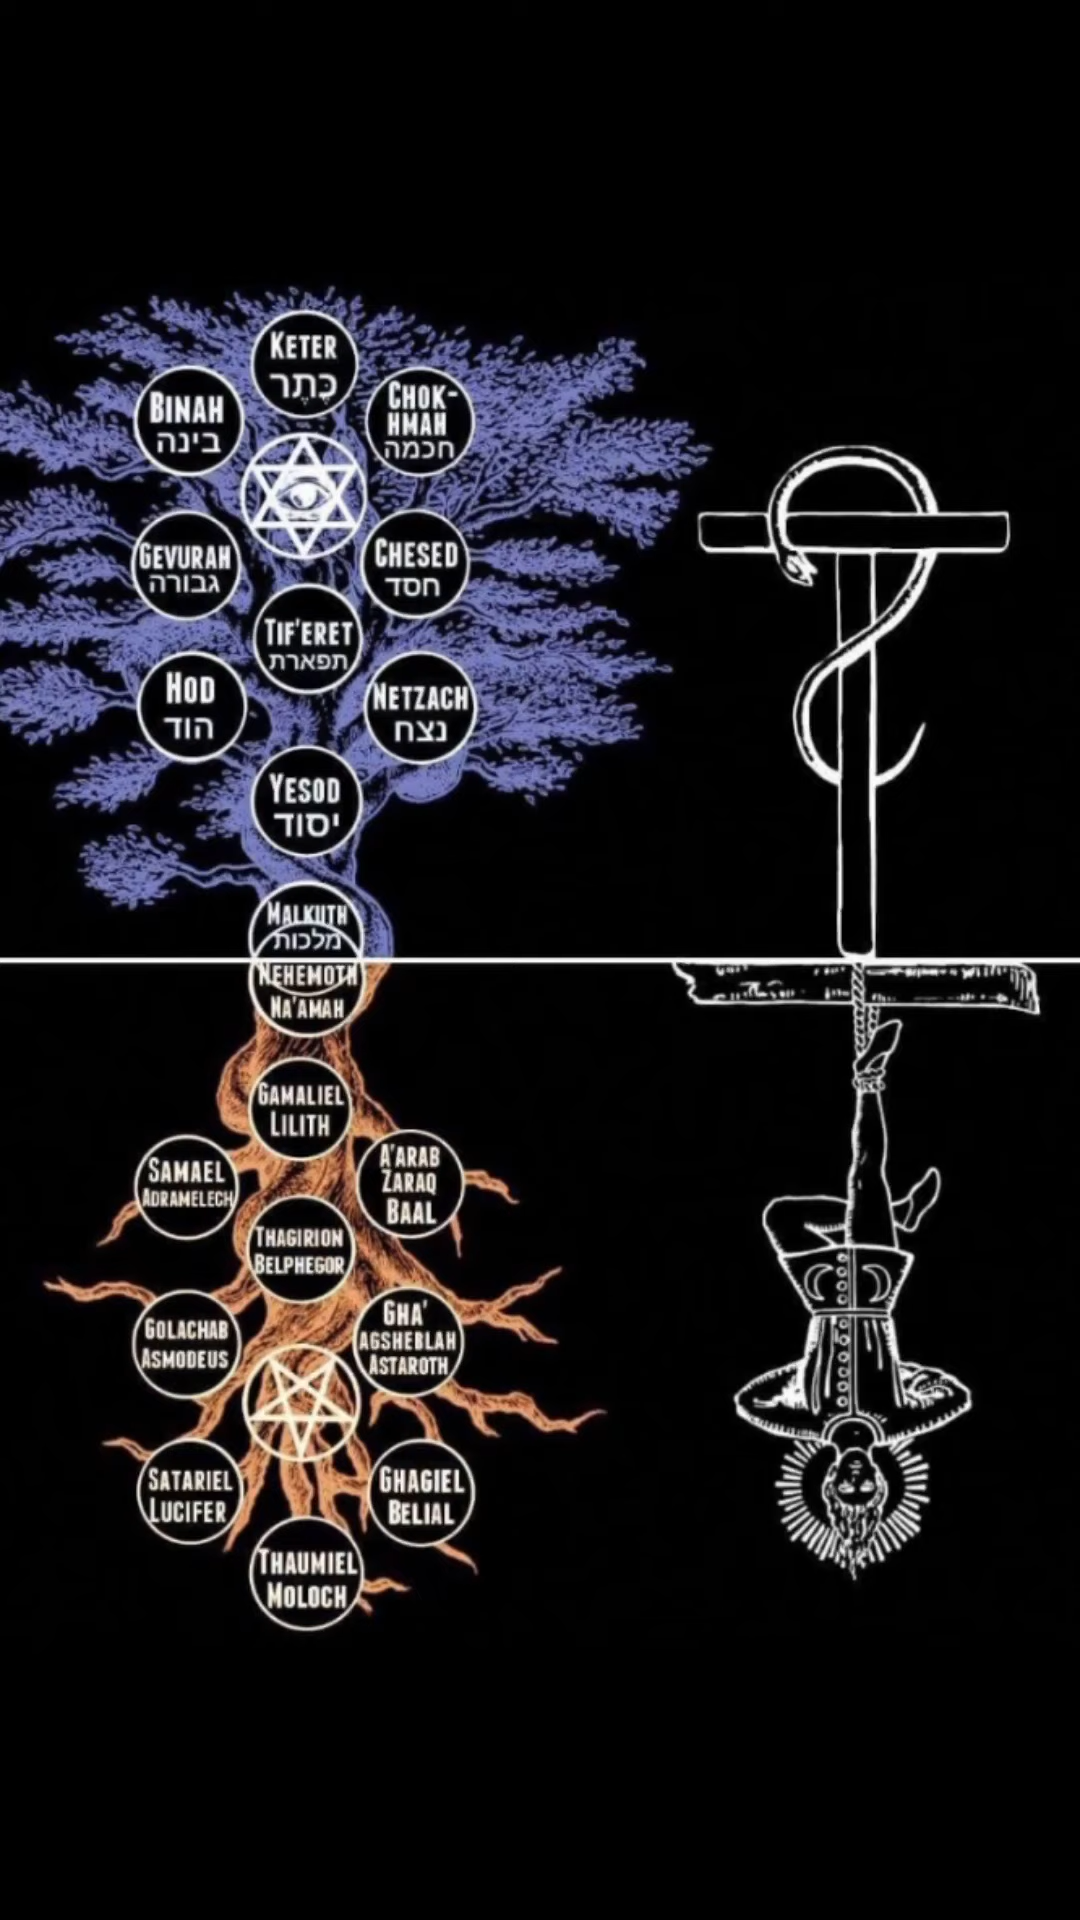 KETER
כֶּתֶר
BINAH
בינה
CHOK-
HMAH
חכמה
GEVURAH
גבורה
CHESED
חסד
TIF'ERET
תפארת
HOD
הוד
NETZACH
נצח
YESOD
יסוד
MALKUTH
מלכות
NEHEMOTH
NA'AMAH
GAMALIEL
LILITH
SAMAEL
ADRAMELECH
A'ARAB
ZARAQ
BAAL
THAGIRION
BELPHEGOR
GOLACHAB
ASMODEUS
GHA'
AGSHEBLAH
ASTAROTH
SATARIEL
LUCIFER
GHAGIEL
BELIAL
THAUMIEL
MOLOCH